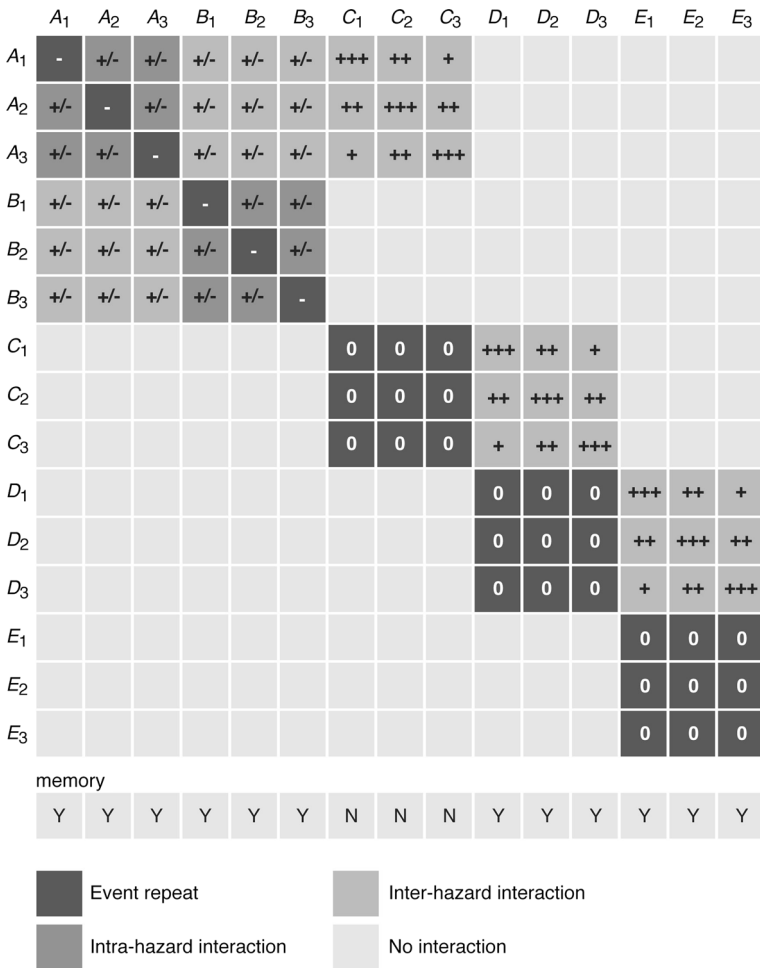 A1 A2 A3 B1 B2 B3 C1 C2 C3 D1 D2 D3 E1 E2 E3
A1 - +/- +/- +/- +/- +/- +++ ++ +
A2 +/- - +/- +/- +/- +/- ++ +++ ++
A3 +/- +/- - +/- +/- +/- + ++ +++
B1 +/- +/- +/- - +/- +/-
B2 +/- +/- +/- +/- - +/-
B3 +/- +/- +/- +/- +/- -
C1 0 0 0 +++ ++ +
C2 0 0 0 ++ +++ ++
C3 0 0 0 + ++ +++
D1 0 0 0 +++ ++ +
D2 0 0 0 ++ +++ ++
D3 0 0 0 + ++ +++
E1 0 0 0
E2 0 0 0
E3 0 0 0
memory
Y Y Y Y Y Y N N N Y Y Y Y Y Y
Event repeat Inter-hazard interaction
Intra-hazard interaction No interaction